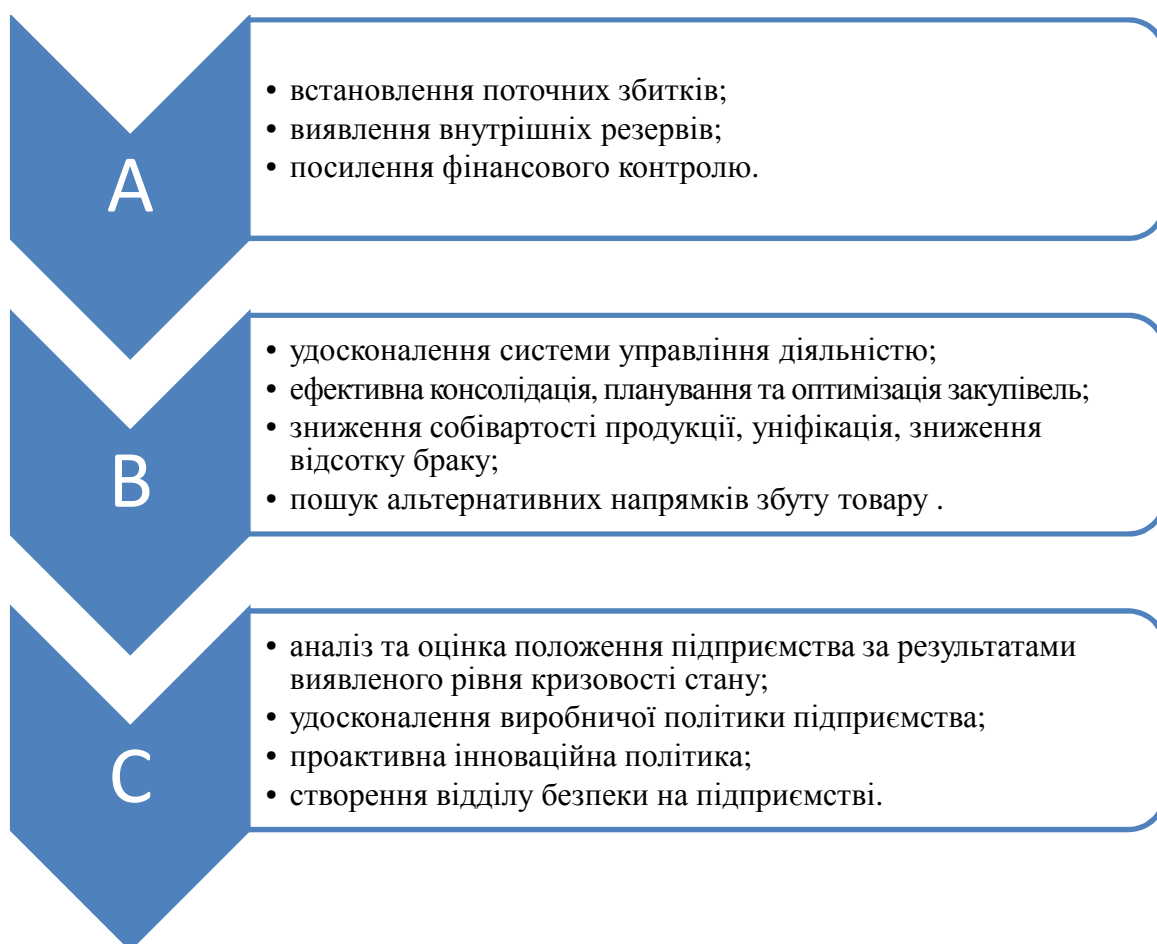 A
• встановлення поточних збитків;
• виявлення внутрішніх резервів;
• посилення фінансового контролю.
B
• удосконалення системи управління діяльністю;
• ефективна консолідація, планування та оптимізація закупівель;
• зниження собівартості продукції, уніфікація, зниження
відсотку браку;
• пошук альтернативних напрямків збуту товару .
C
• аналіз та оцінка положення підприємства за результатами
виявленого рівня кризовості стану;
• удосконалення виробничої політики підприємства;
• проактивна інноваційна політика;
• створення відділу безпеки на підприємстві.